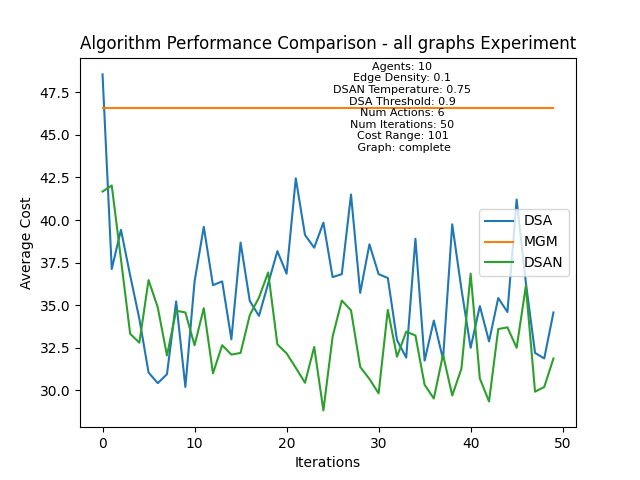 Algorithm Performance Comparison - all graphs Experiment
Agents: 10
Edge Density: 0.1
DSAN Temperature: 0.75
DSA Threshold: 0.9
Num Actions: 6
Num Iterations: 50
Cost Range: 101
Graph: complete
47.5
45.0
42.5
40.0
37.5
35.0
32.5
30.0
Average Cost
DSA
MGM
DSAN
0
10
20
30
40
50
Iterations